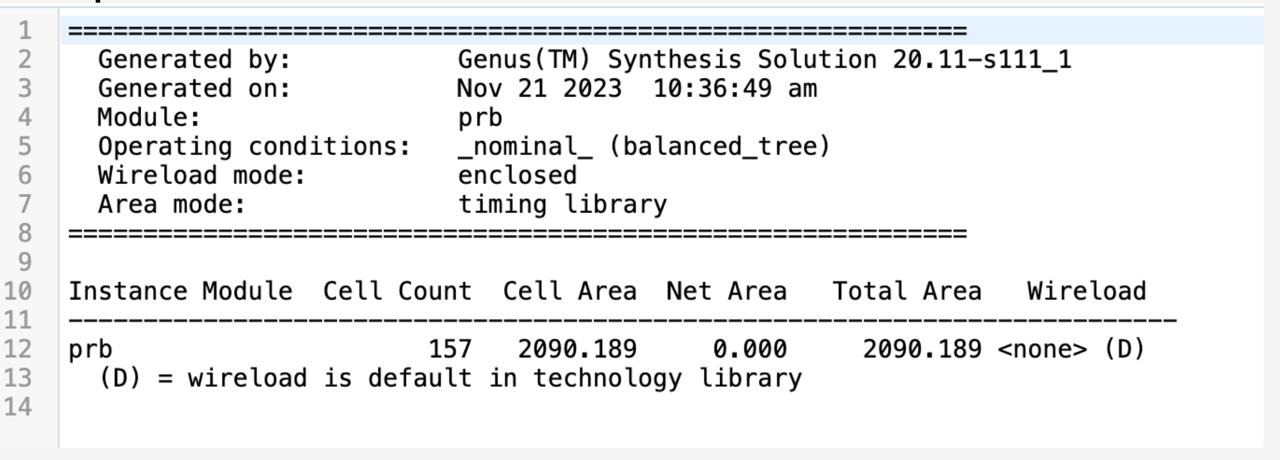 1 ============================================================
2   Generated by:           Genus(TM) Synthesis Solution 20.11-s111_1
3   Generated on:           Nov 21 2023  10:36:49 am
4   Module:                 prb
5   Operating conditions:   _nominal_ (balanced_tree)
6   Wireload mode:          enclosed
7   Area mode:              timing library
8 ============================================================
9
10 Instance Module  Cell Count  Cell Area  Net Area   Total Area   Wireload
11 --------------------------------------------------------------------------
12 prb                     157   2090.189     0.000     2090.189 <none> (D)
13   (D) = wireload is default in technology library
14